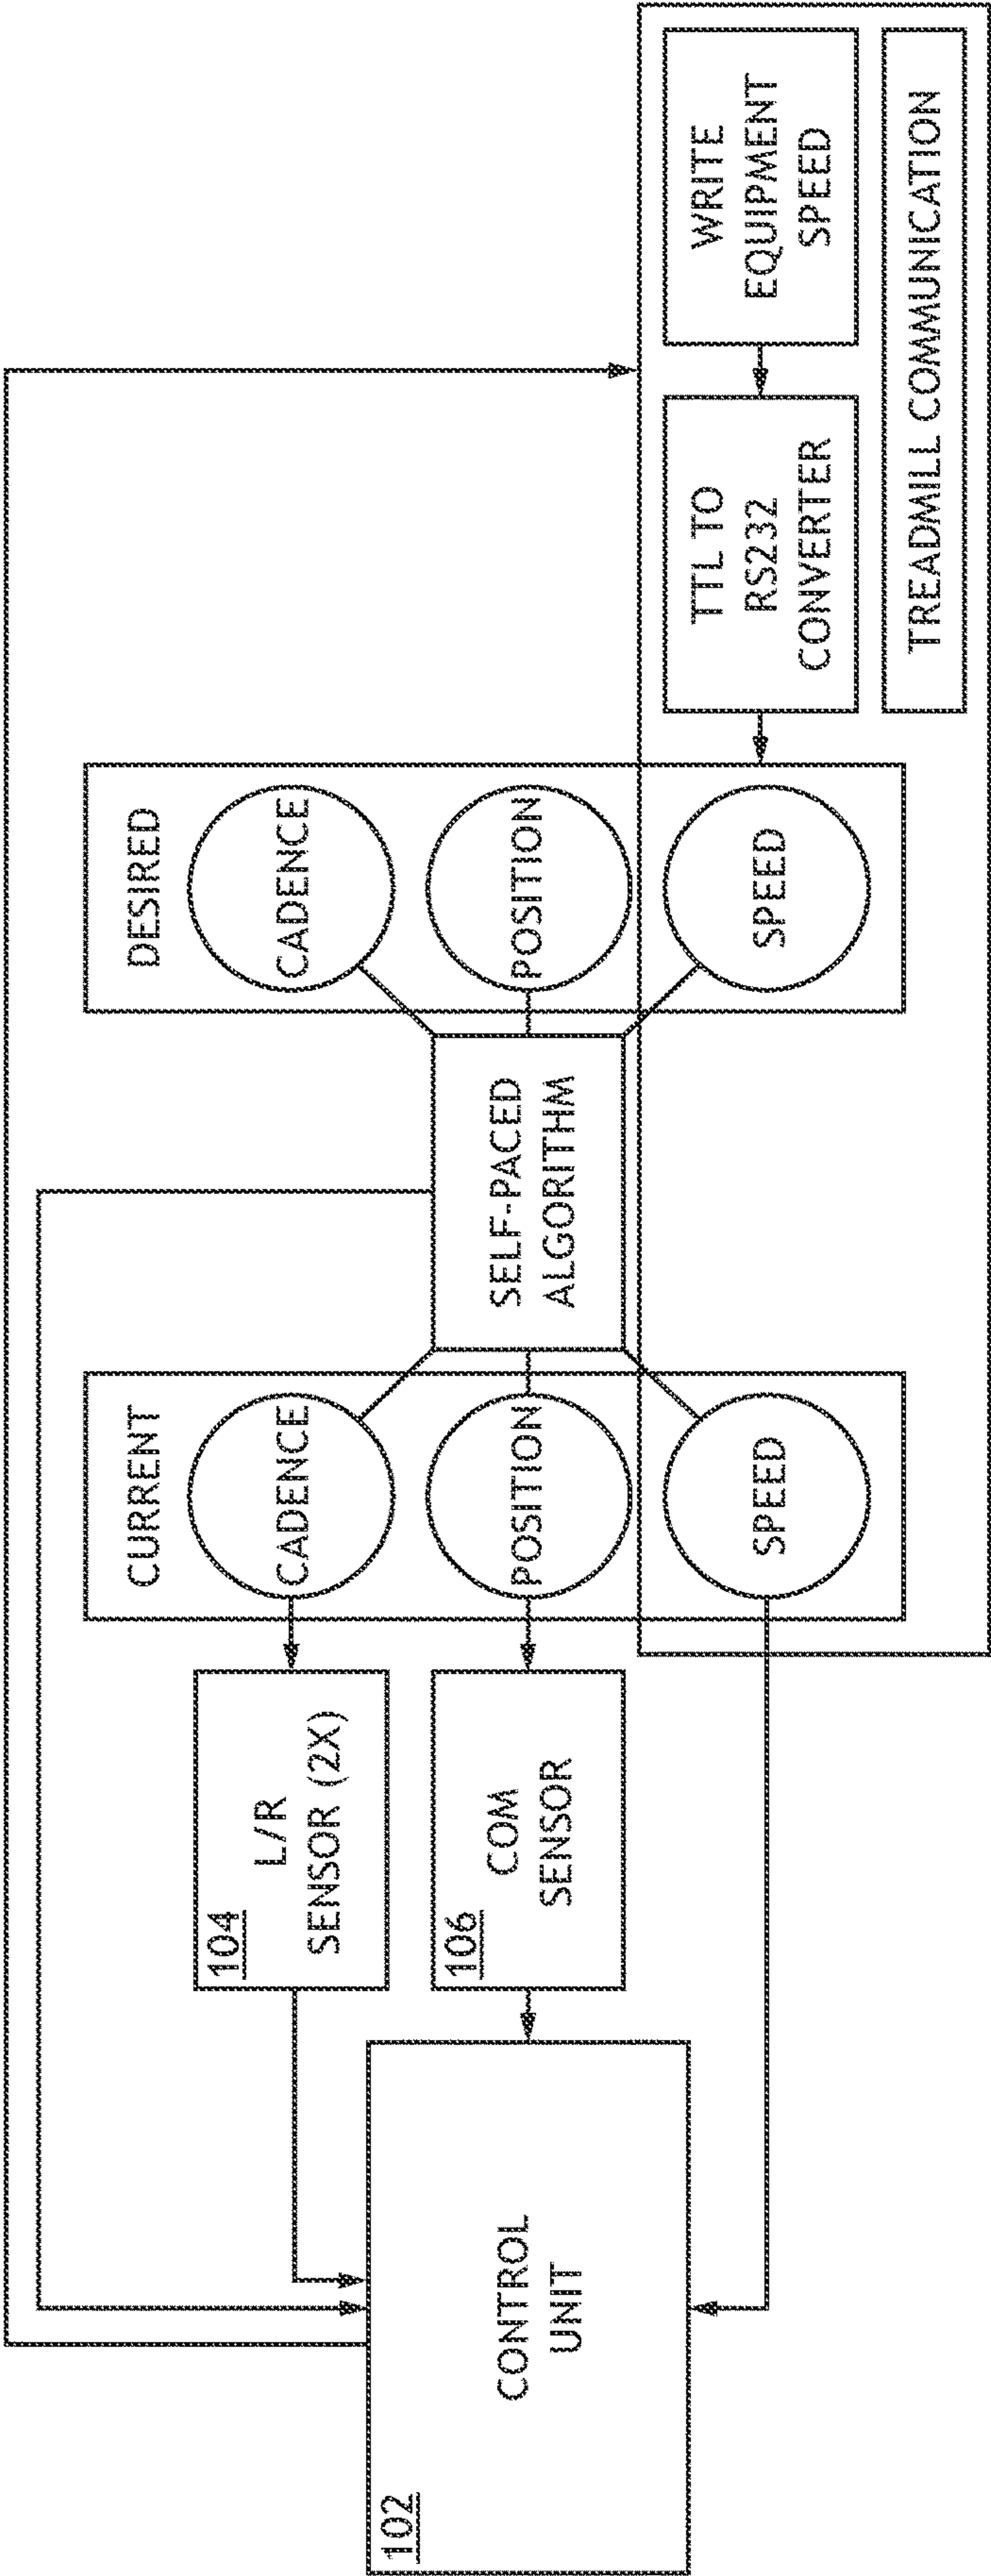 102
CONTROL
UNIT
104
L/R
SENSOR (2X)
106
COM
SENSOR
CURRENT
CADENCE
POSITION
SPEED
SELF-PACED
ALGORITHM
DESIRED
CADENCE
POSITION
SPEED
TTL TO
RS232
CONVERTER
WRITE
EQUIPMENT
SPEED
TREADMILL COMMUNICATION